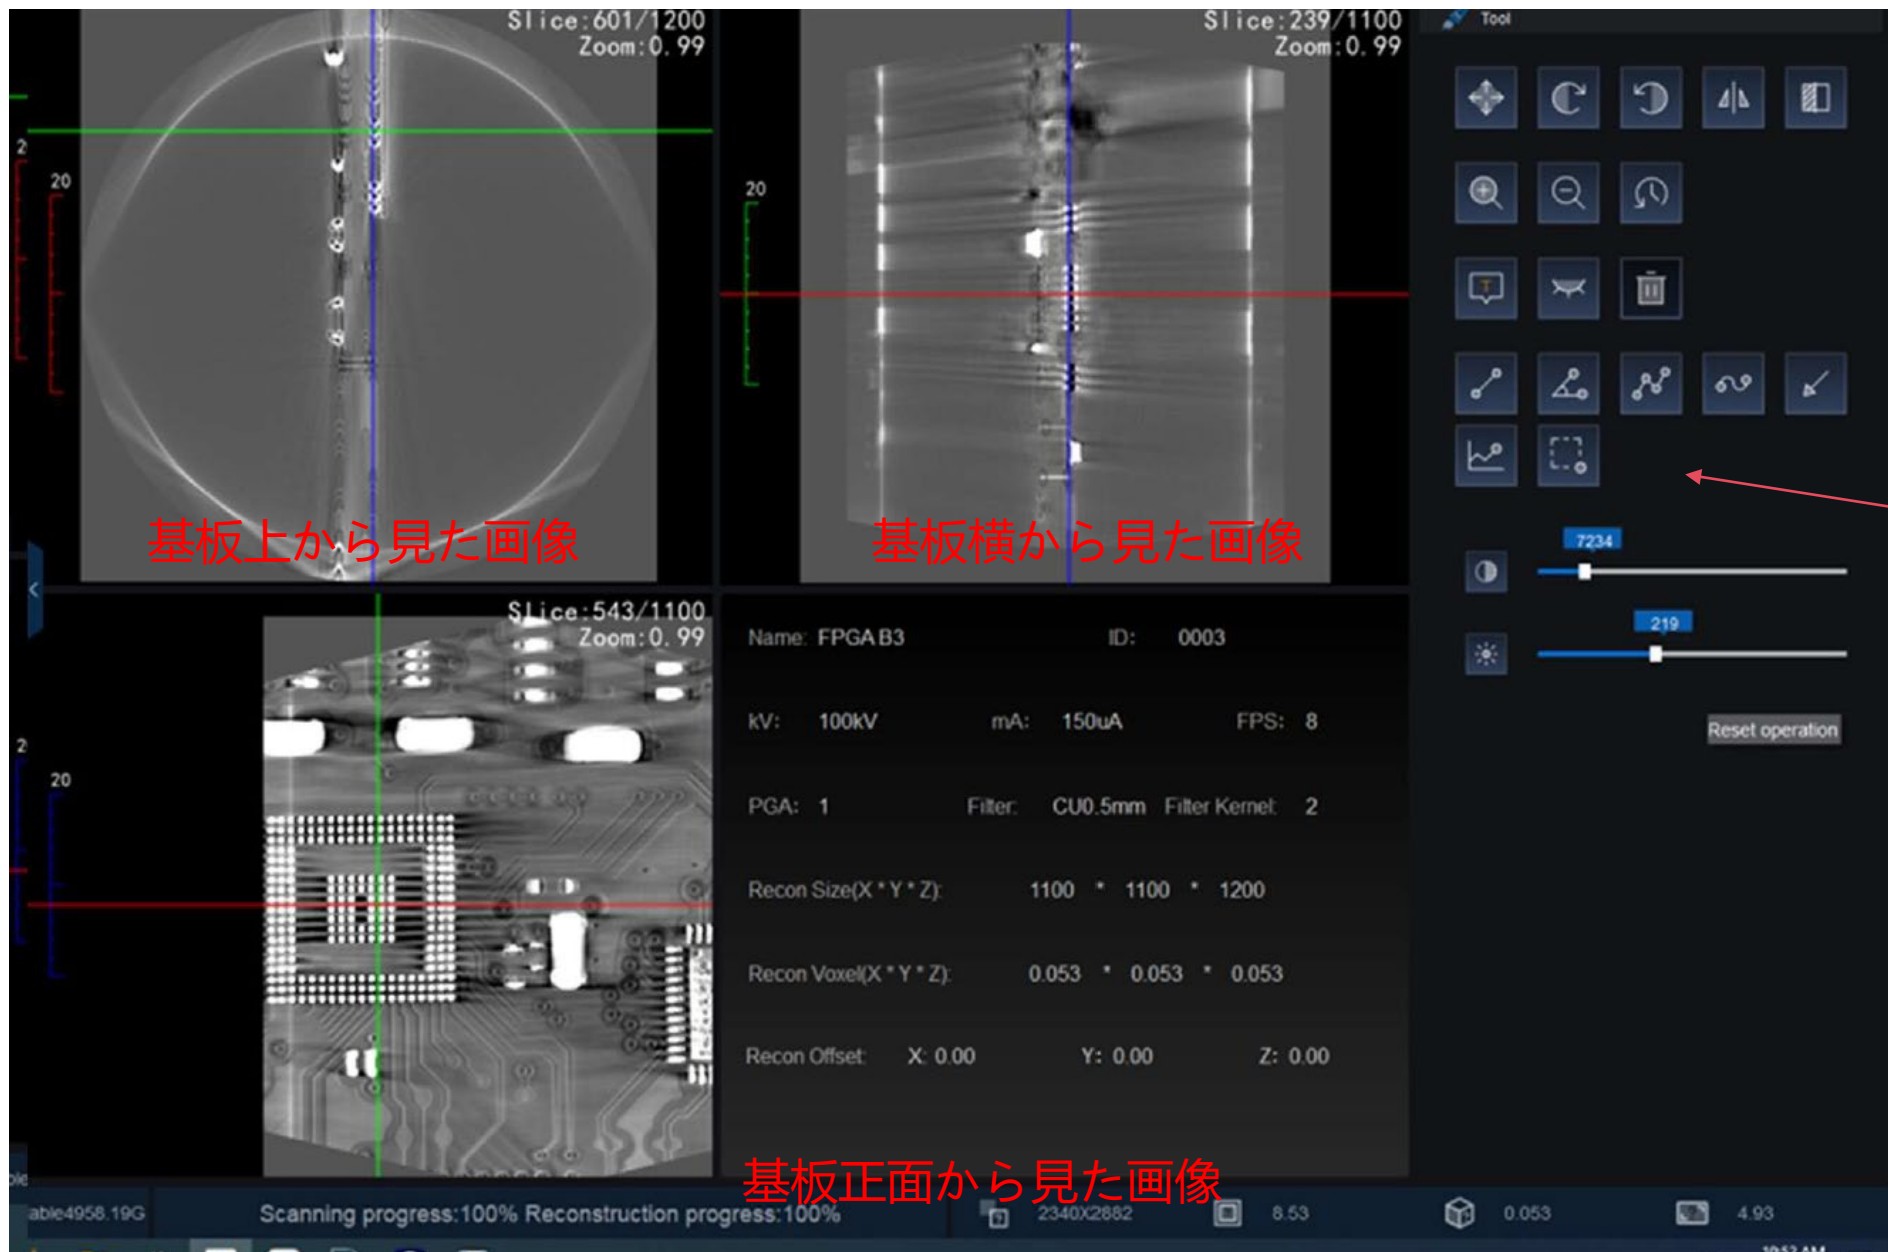 Slice:601/1200
Zoom:0.99
2
20
基板上から見た画像
Slice:239/1100
Zoom:0.99
20
基板横から見た画像
Tool
7234
219
Reset operation
Slice:543/1100
Zoom:0.99
2
20
Name: FPGA B3 ID: 0003
kV: 100kV mA: 150uA FPS: 8
PGA: 1 Filter: CU0.5mm Filter Kernel: 2
Recon Size(X * Y * Z): 1100 * 1100 * 1200
Recon Voxel(X * Y * Z): 0.053 * 0.053 * 0.053
Recon Offset: X: 0.00 Y: 0.00 Z: 0.00
基板正面から見た画像
able4958.19G Scanning progress:100% Reconstruction progress:100% 2340X2882 8.53 0.053 4.93